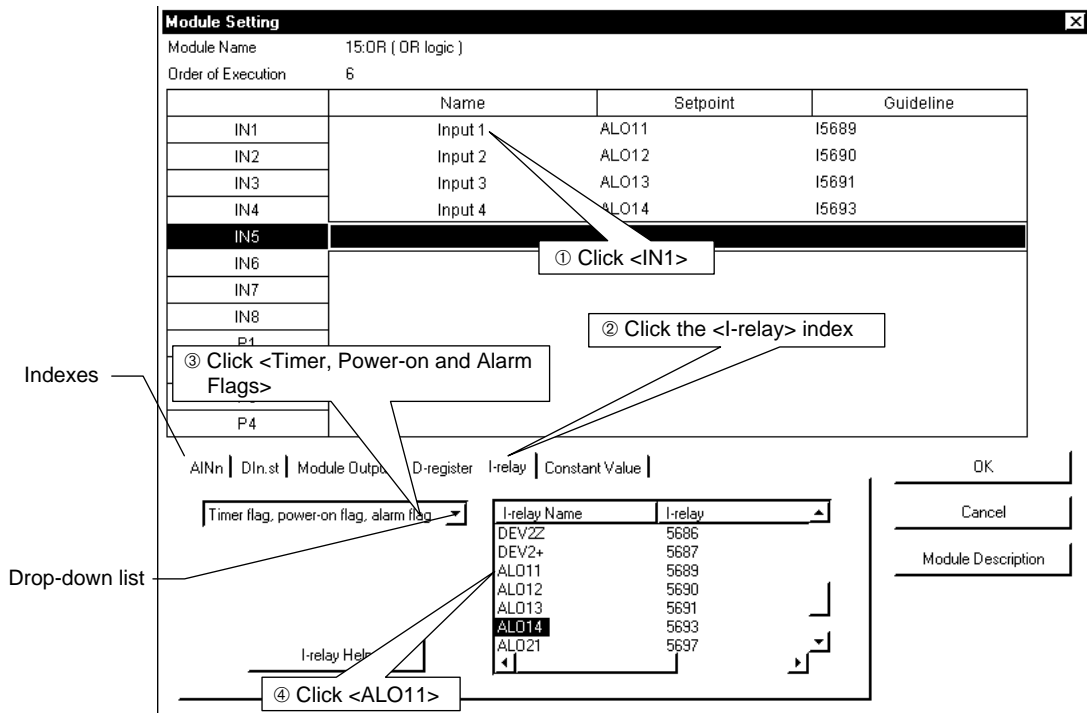 Module Setting
Module Name 15:OR ( OR logic )
Order of Execution 6
Name Setpoint Guideline
IN1 Input 1 ALO11 I5689
IN2 Input 2 ALO12 I5690
IN3 Input 3 ALO13 I5691
IN4 Input 4 ALO14 I5693
IN5
① Click <IN1>
IN6
IN7
IN8
② Click the <I-relay> index
P1
③ Click <Timer, Power-on and Alarm
Flags>
Indexes
P4
AINn DIn.st Module D-register I-relay Constant Value
OK
Timer flag, power-on flag, alarm flag
I-relay Name I-relay
Cancel
DEV2Z 5686
DEV2+ 5687
Module Description
ALO11 5689
Drop-down list
ALO12 5690
ALO13 5691
ALO14 5693
ALO21 5697
I-relay
④ Click <ALO11>